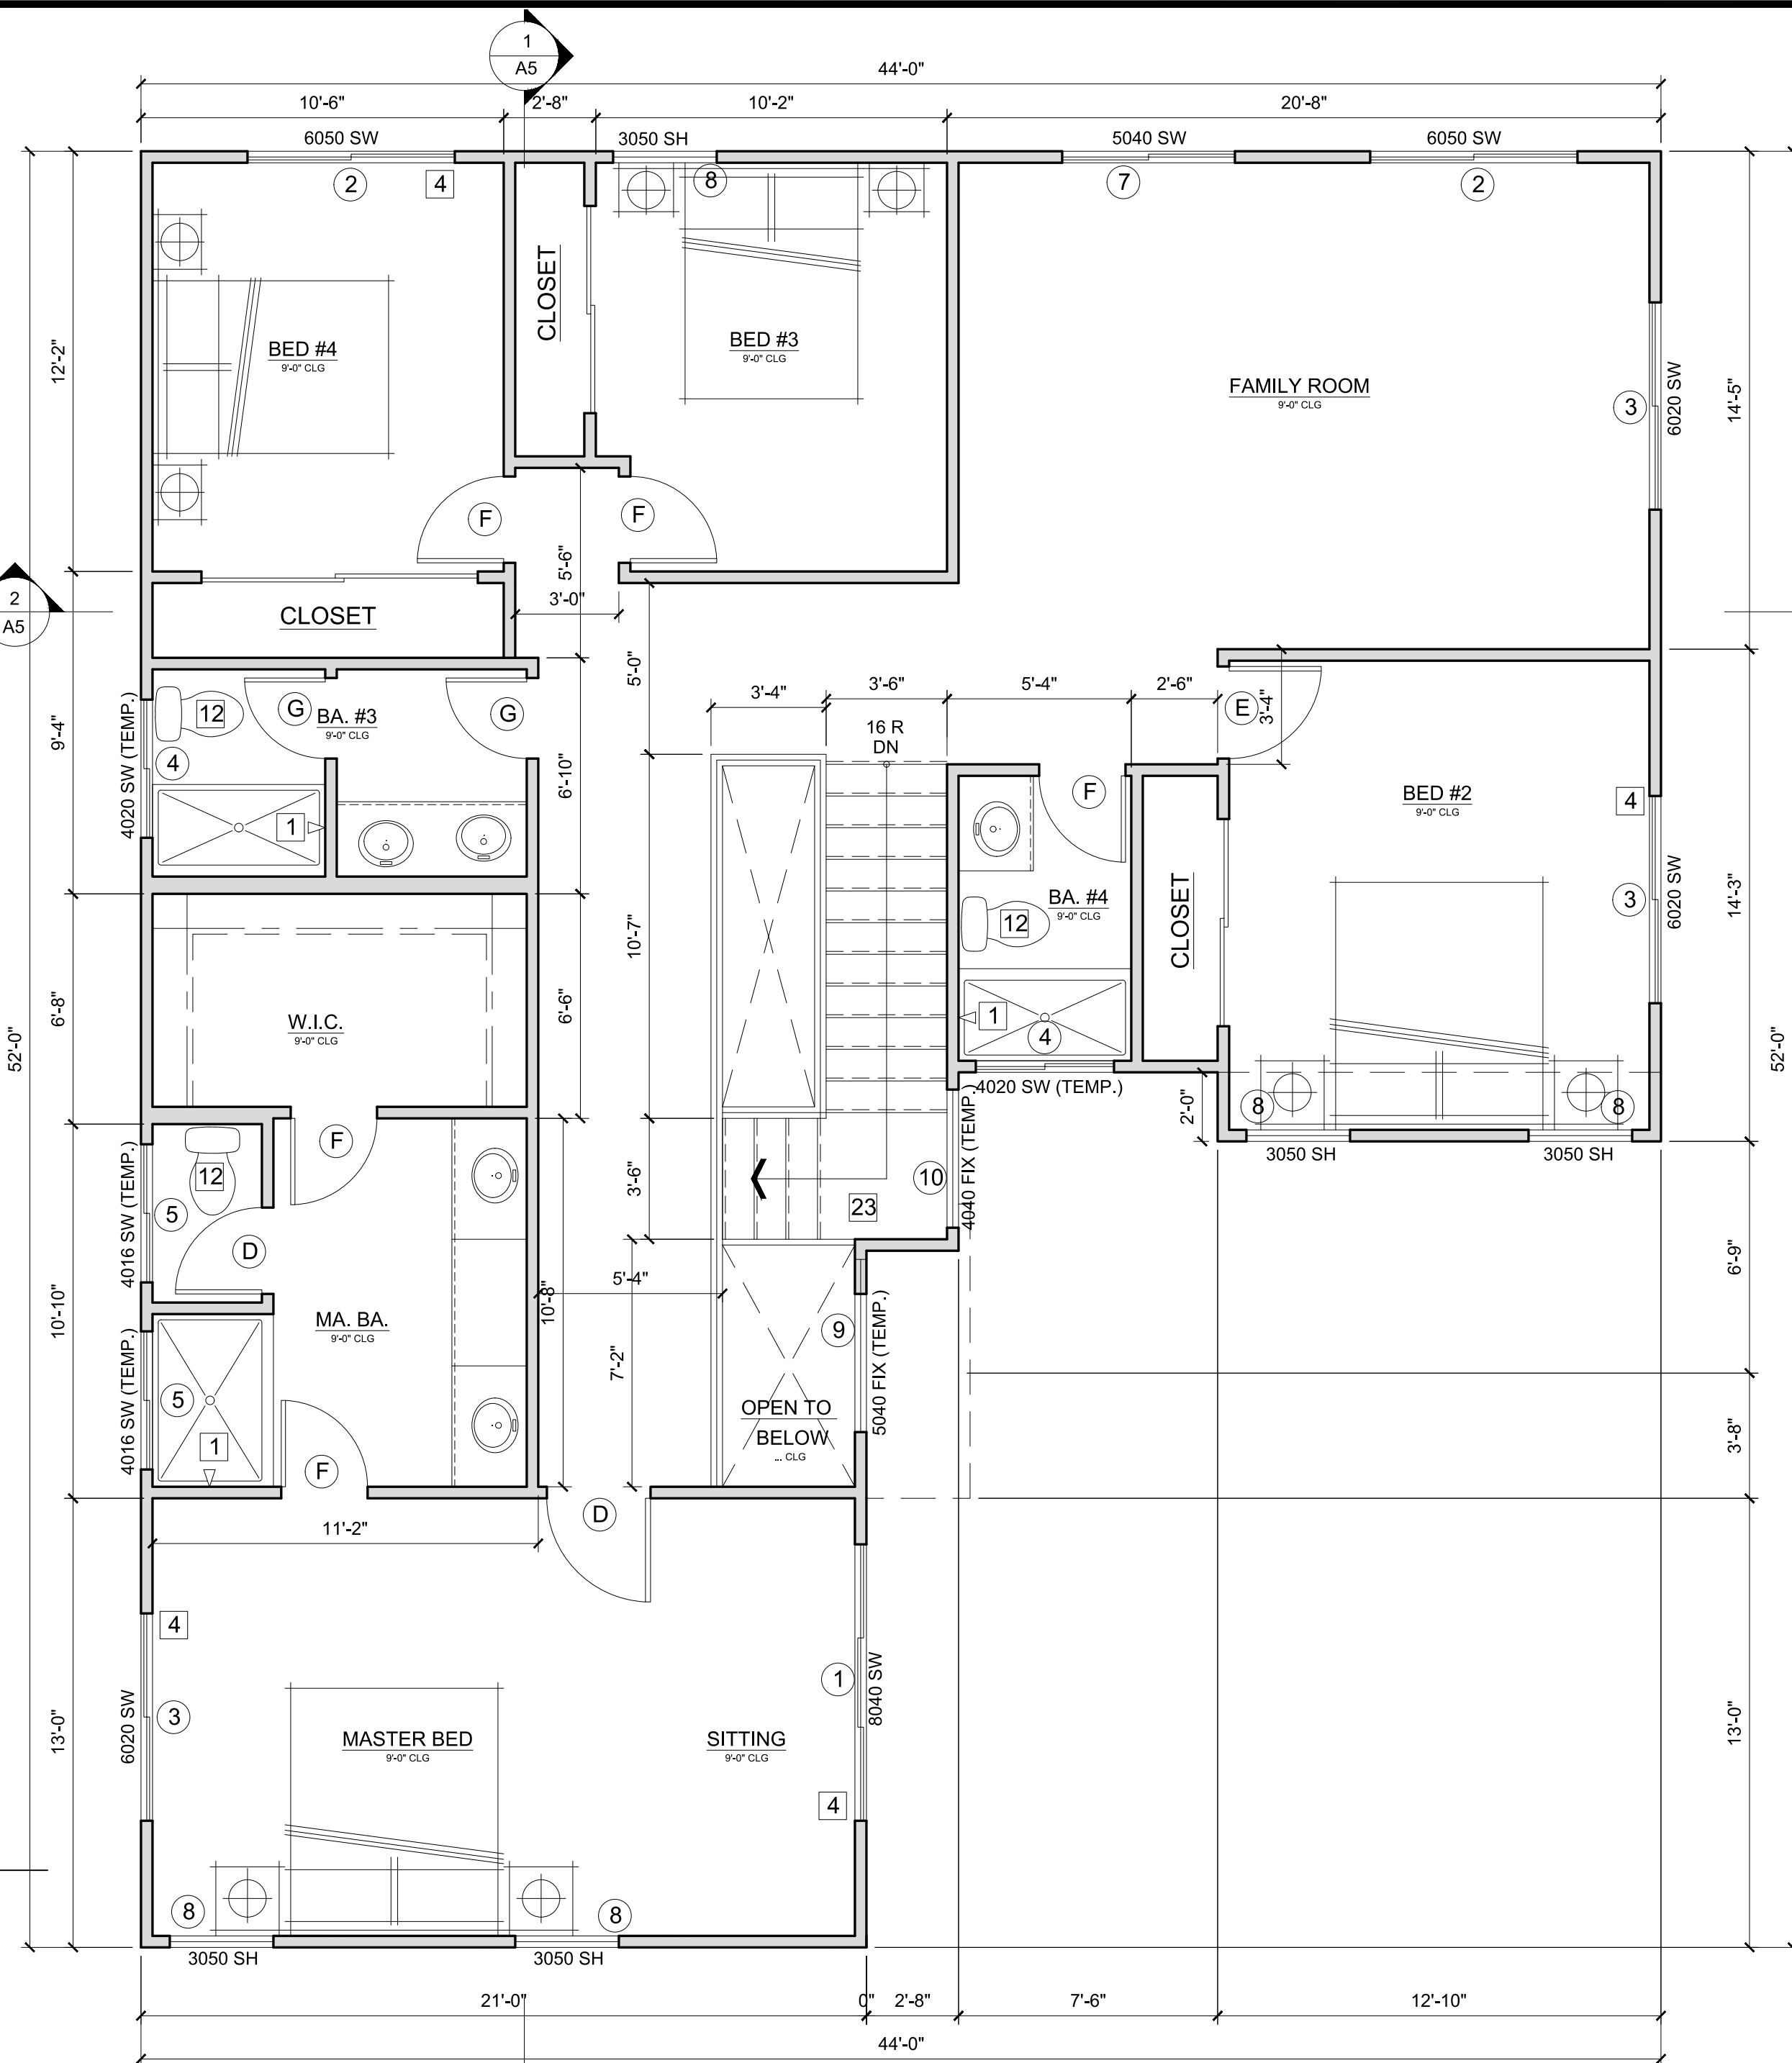 1
A5
44'-0"
10'-6"
2'-8"
10'-2"
20'-8"
6050 SW
3050 SH
5040 SW
6050 SW
2
4
8
7
2
CLOSET
BED #4
9'-0" CLG
BED #3
9'-0" CLG
FAMILY ROOM
9'-0" CLG
12'-2"
3
6020 SW
14'-5"
F
F
5'-6"
3'-0"
2
A5
CLOSET
5'-0"
4020 SW (TEMP.)
9'-4"
12
G
BA. #3
9'-0" CLG
G
4
1
6'-10"
3'-4"
3'-6"
5'-4"
2'-6"
E
3'-4"
16 R
DN
F
BED #2
9'-0" CLG
4
3
6020 SW
14'-3"
CLOSET
BA. #4
9'-0" CLG
12
1
4
4020 SW (TEMP.)
10'-7"
6'-6"
W.I.C.
9'-0" CLG
6'-8"
52'-0"
52'-0"
2'-0"
8
8
3050 SH
3050 SH
F
12
4016 SW (TEMP.)
5
D
3'-6"
10
4040 FIX (TEMP.)
23
6'-9"
5'-4"
10'-8"
10'-10"
MA. BA.
9'-0" CLG
7'-2"
9
5040 FIX (TEMP.)
4016 SW (TEMP.)
5
1
F
OPEN TO
BELOW
... CLG
3'-8"
D
11'-2"
4
3
6020 SW
13'-0"
MASTER BED
9'-0" CLG
SITTING
9'-0" CLG
1
8040 SW
4
13'-0"
8
8
3050 SH
3050 SH
21'-0"
0"
2'-8"
7'-6"
12'-10"
44'-0"